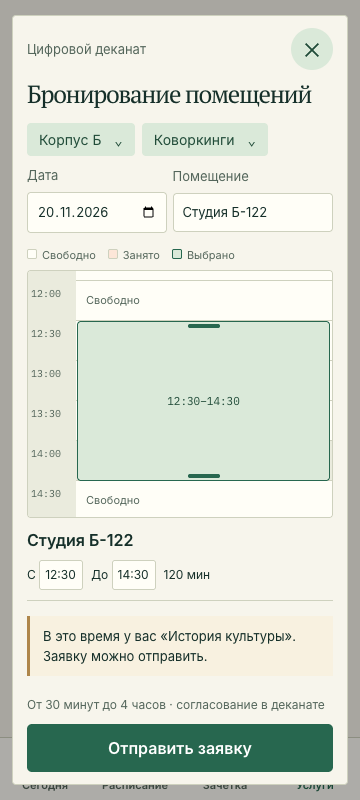 Цифровой деканат
Бронирование помещений
Корпус Б
Коворкинги
Дата
Помещение
20.11.2026
Студия Б-122
Свободно
Занято
Выбрано
12:00
Свободно
12:30
13:00
12:30–14:30
13:30
14:00
14:30
Свободно
Студия Б-122
С 12:30 До 14:30 120 мин
В это время у вас «История культуры».
Заявку можно отправить.
От 30 минут до 4 часов · согласование в деканате
Отправить заявку
Сегодня Расписание Зачётка Услуги